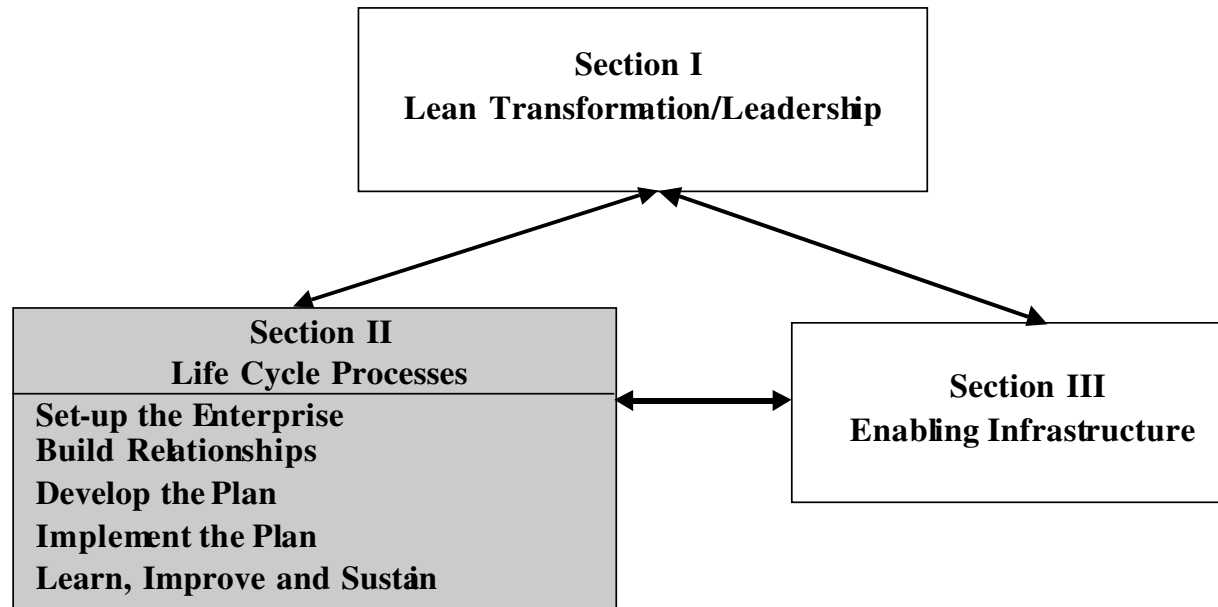 Section I
Lean Transformation/Leadership
Section II
Life Cycle Processes
Set-up the Enterprise
Build Relationships
Develop the Plan
Implement the Plan
Learn, Improve and Sustain
Section III
Enabling Infrastructure